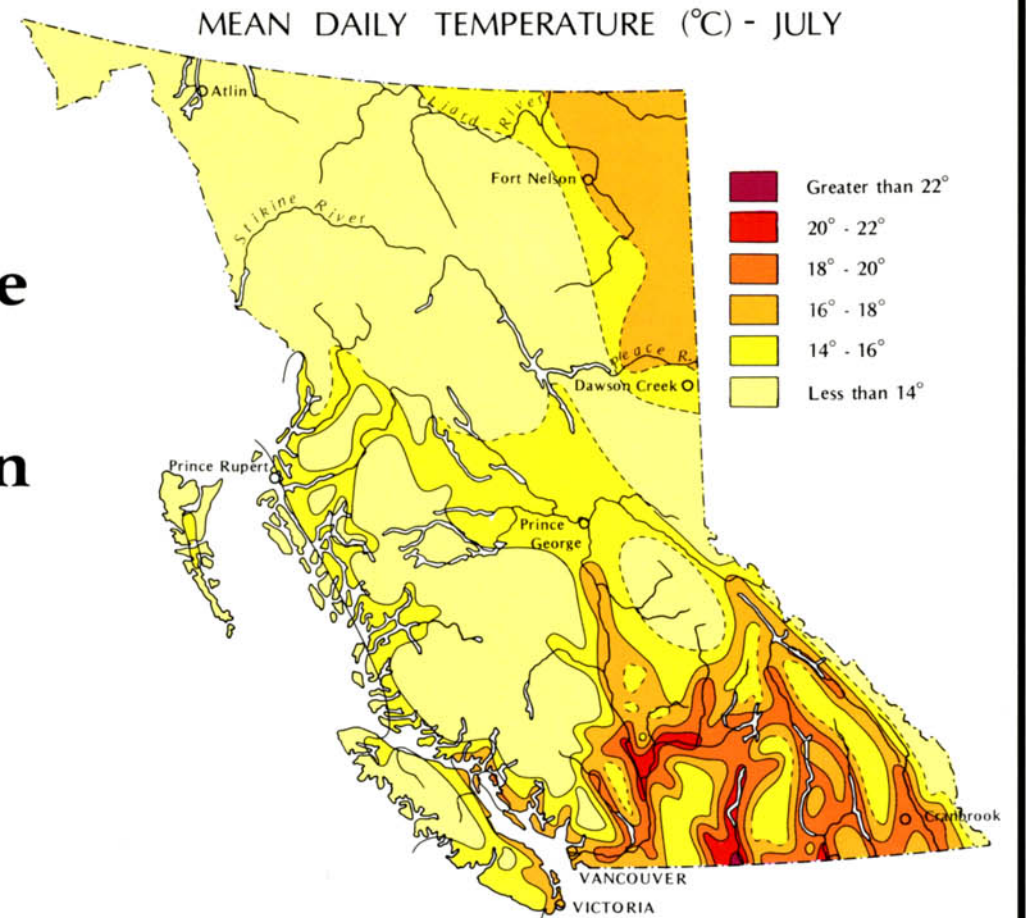 MEAN DAILY TEMPERATURE (°C) - JULY
Atlin
Liard River
Fort Nelson
Stikine River
Greater than 22°
20° - 22°
18° - 20°
16° - 18°
14° - 16°
Less than 14°
e
Peace R.
Dawson Creek
n
Prince Rupert
Prince
George
Cranbrook
VANCOUVER
VICTORIA